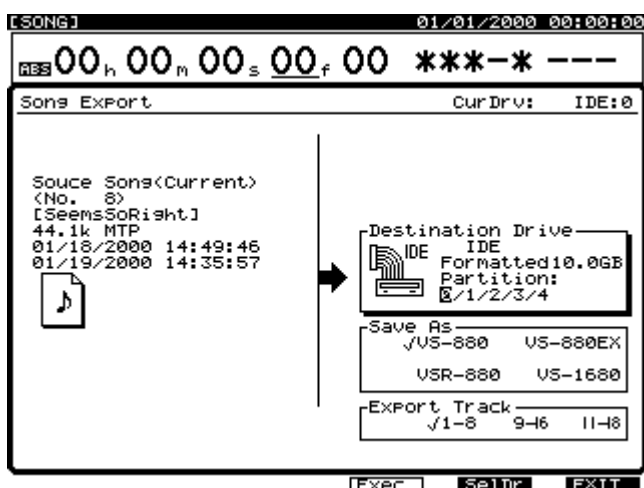 [SONG] 01/01/2000 00:00:00
ABS 00h 00m 00s 00f 00 ***-* ---
Song Export CurDrv: IDE:0
Souce Song(Current)
(No. 8)
[SeemsSoRight]
44.1k MTP
01/18/2000 14:49:46
01/19/2000 14:35:57
Destination Drive
IDE
IDE
Formatted10.0GB
Partition:
0/1/2/3/4
Save As
√VS-880 VS-880EX
VSR-880 VS-1680
Export Track
√1-8 9-16 11-18
Exec SelDr EXIT